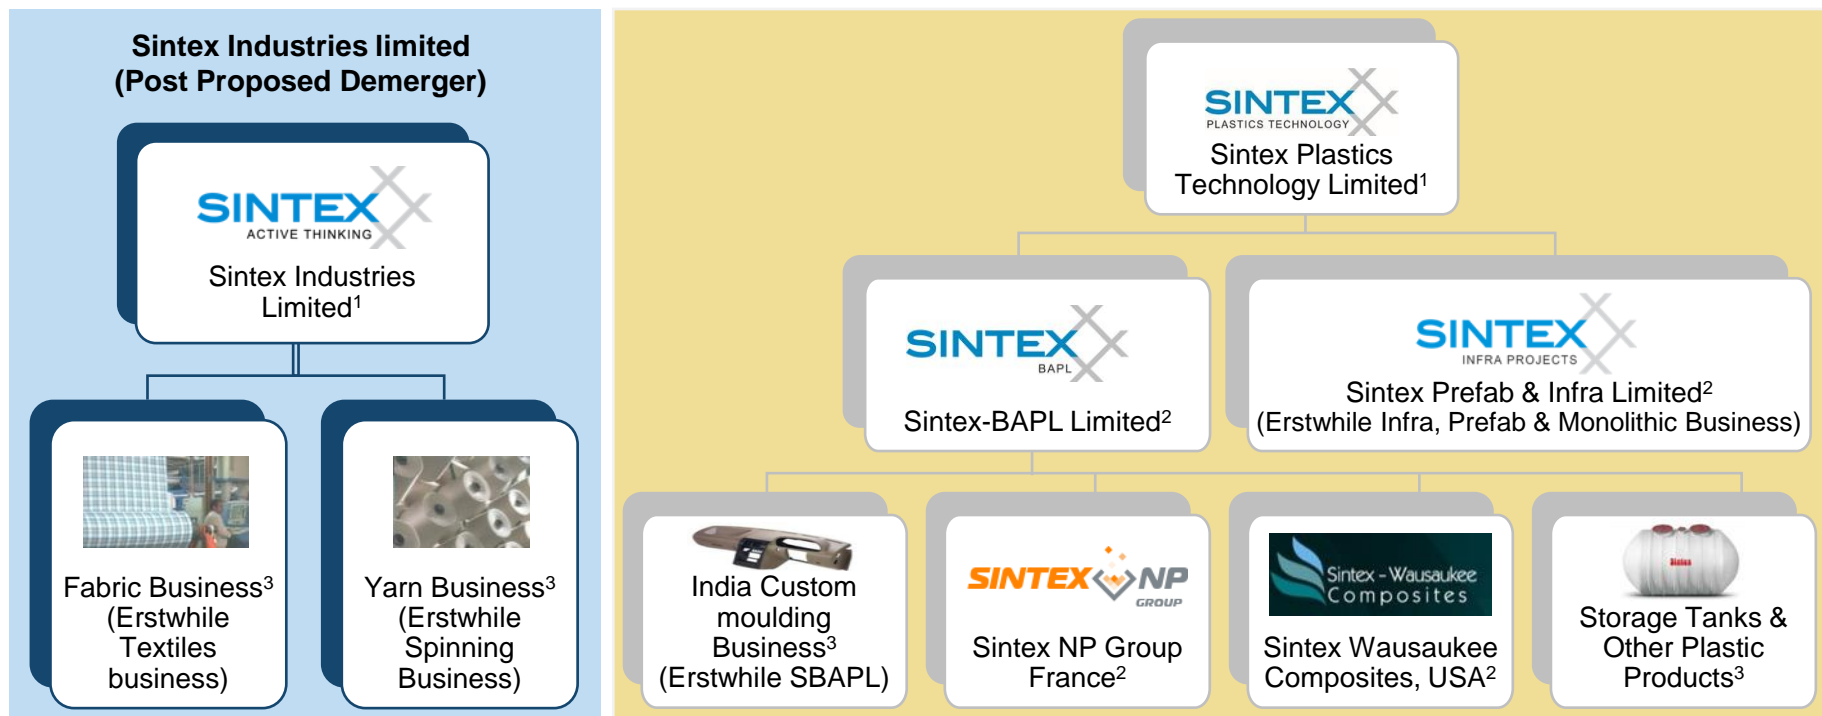 Sintex Industries limited
(Post Proposed Demerger)
SINTEX
ACTIVE THINKING
Sintex Industries
Limited¹
Fabric Business³
(Erstwhile
Textiles
business)
Yarn Business³
(Erstwhile
Spinning
Business)
SINTEX
PLASTICS TECHNOLOGY
Sintex Plastics
Technology Limited¹
SINTEX
BAPL
Sintex-BAPL Limited²
SINTEX
INFRA PROJECTS
Sintex Prefab & Infra Limited²
(Erstwhile Infra, Prefab & Monolithic Business)
India Custom
moulding
Business³
(Erstwhile SBAPL)
SINTEX NP
GROUP
Sintex NP Group
France²
Sintex - Wausaukee
Composites
Sintex Wausaukee
Composites, USA²
Sintex
Storage Tanks &
Other Plastic
Products³